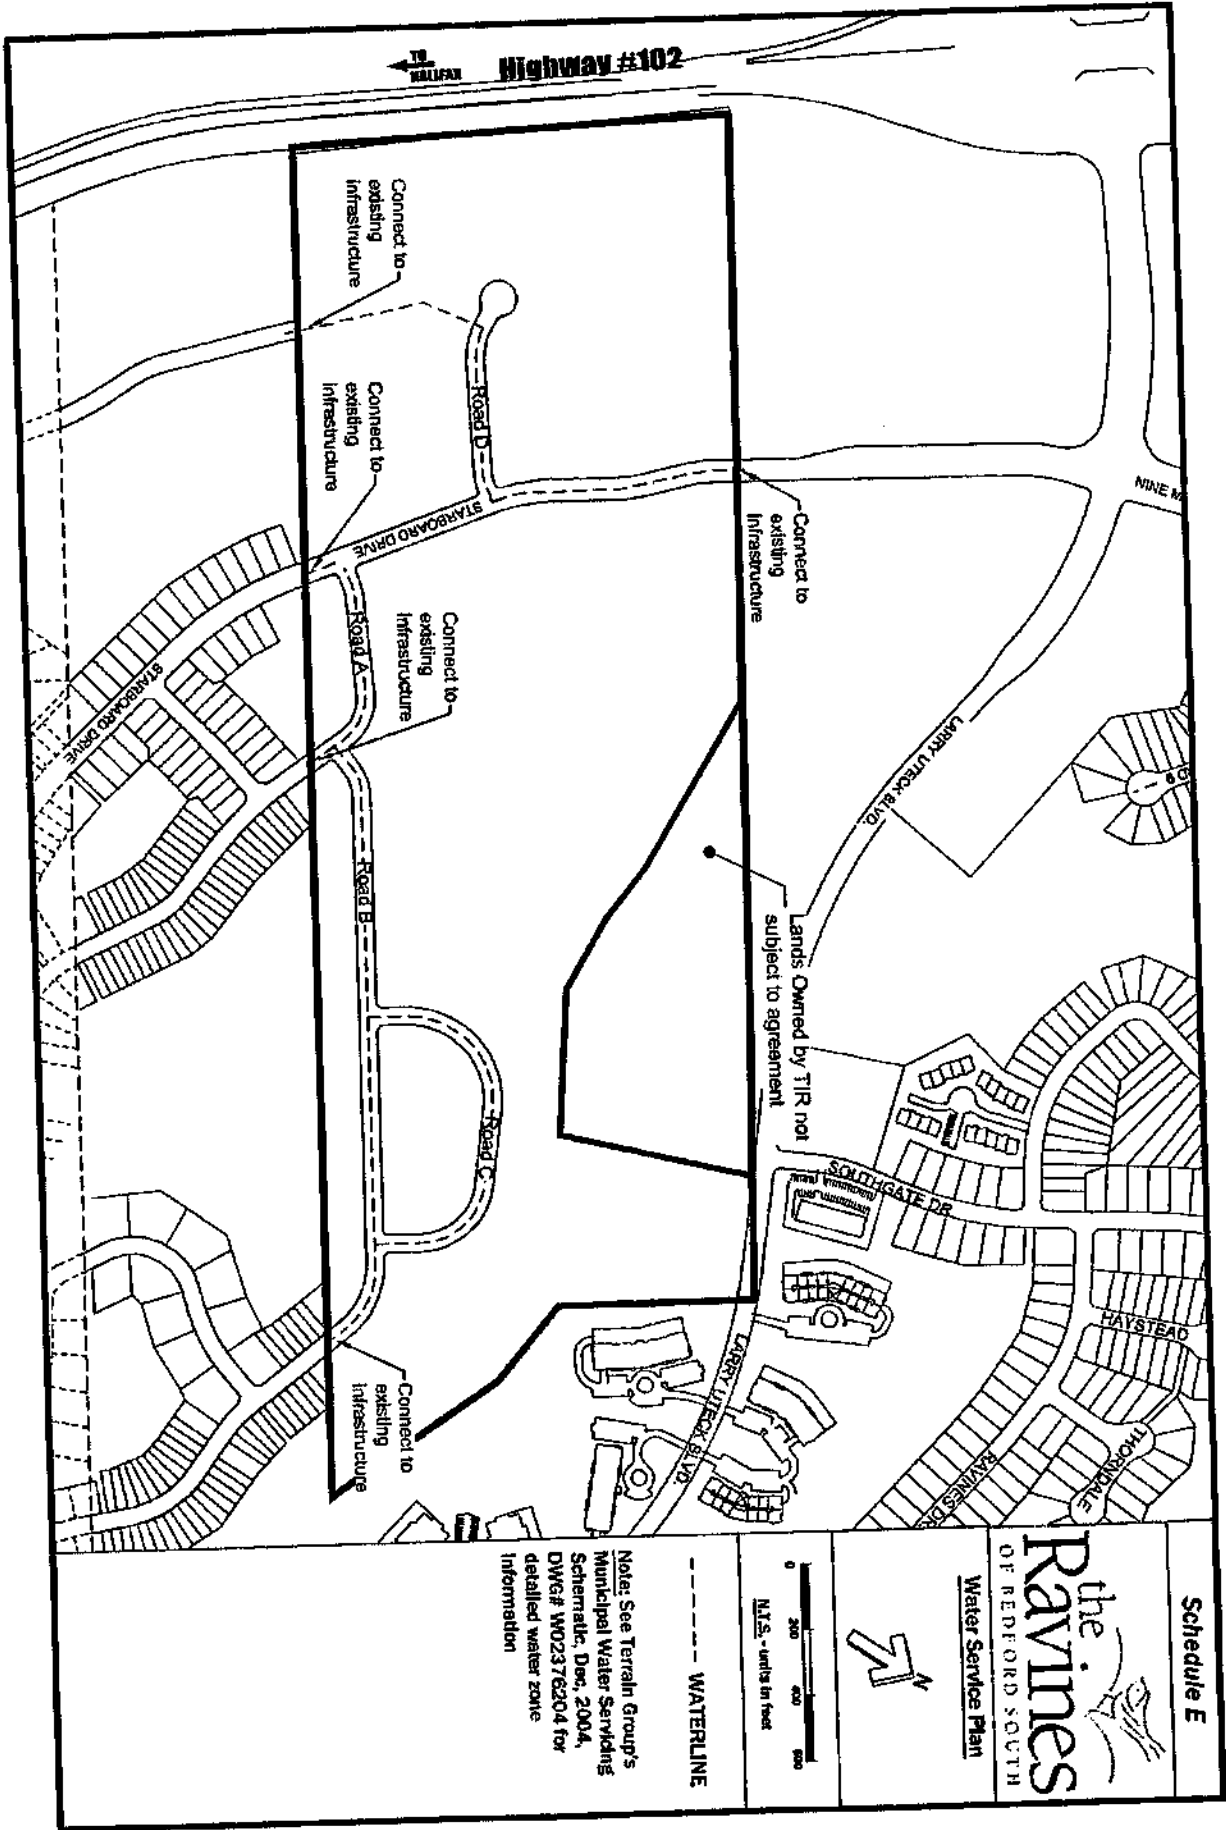 Schedule E
the
Ravines
OF BEDFORD SOUTH
Water Service Plan
N
0 200 400 600
N.T.S. - units in feet
WATERLINE
Note: See Terrain Group's
Municipal Water Servicing
Schematic, Dec, 2004,
DWG# W02376204 for
detailed water zone
information
TO
HALIFAX
Highway #102
Connect to
existing
infrastructure
Connect to
existing
infrastructure
Connect to
existing
infrastructure
Connect to
existing
infrastructure
Connect to
existing
infrastructure
Road D
STARBOARD DRIVE
Road A
STARBOARD DRIVE
STARBOARD DRIVE
Road B
Road C
Lands Owned by TIR not
subject to agreement
NINE M
LARRY UTECK BLVD.
SOUTHGATE DR
HAYSTEAD
THORNDALE
RAVINES DR.
LARRY UTECK BLVD.